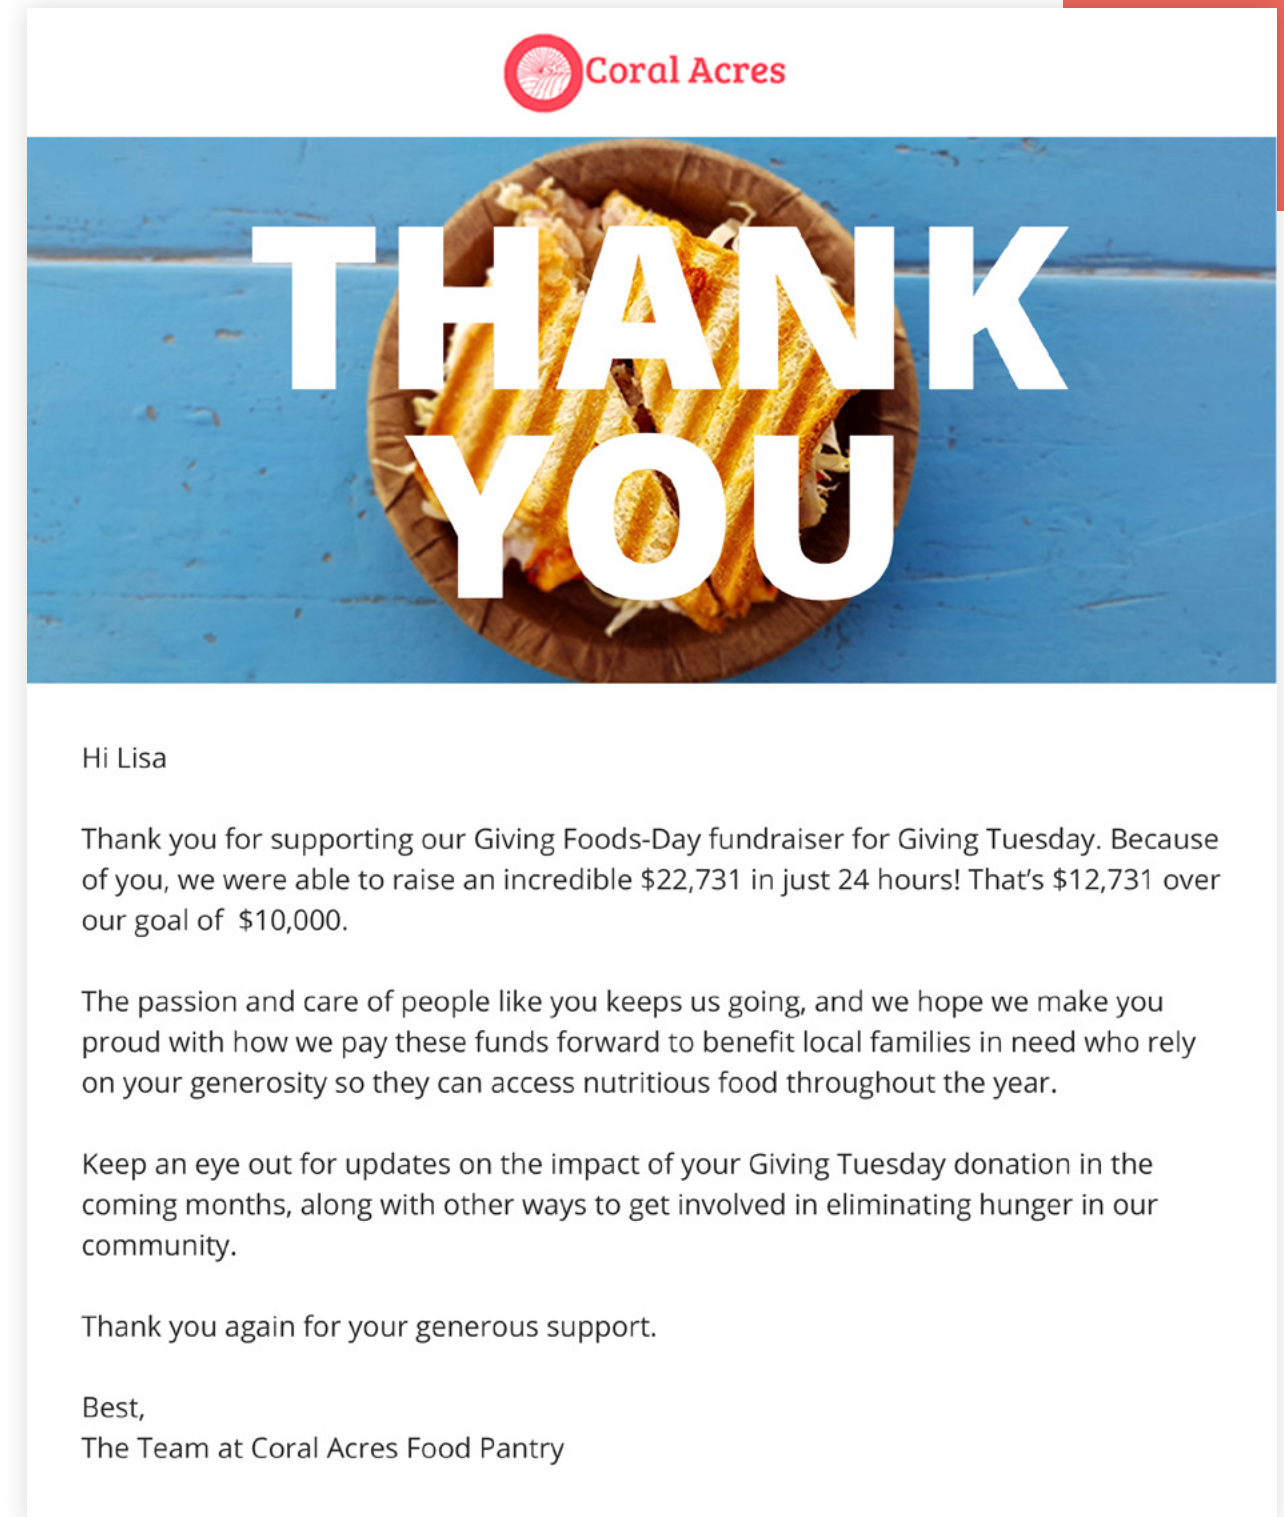 Coral Acres
THANK
YOU
Hi Lisa
Thank you for supporting our Giving Foods-Day fundraiser for Giving Tuesday. Because
of you, we were able to raise an incredible $22,731 in just 24 hours! That’s $12,731 over
our goal of  $10,000.
The passion and care of people like you keeps us going, and we hope we make you
proud with how we pay these funds forward to benefit local families in need who rely
on your generosity so they can access nutritious food throughout the year.
Keep an eye out for updates on the impact of your Giving Tuesday donation in the
coming months, along with other ways to get involved in eliminating hunger in our
community.
Thank you again for your generous support.
Best,
The Team at Coral Acres Food Pantry